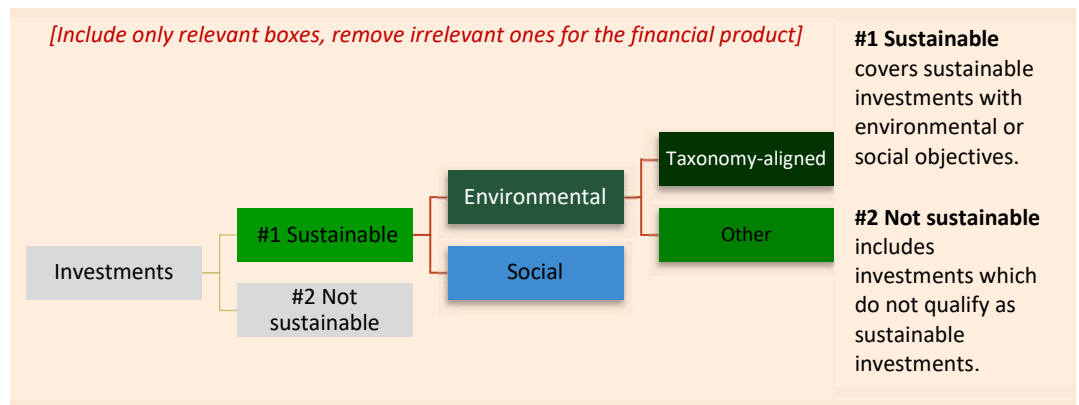 [Include only relevant boxes, remove irrelevant ones for the financial product]
Investments
#1 Sustainable
#2 Not
sustainable
Environmental
Social
Taxonomy-aligned
Other
#1 Sustainable
covers sustainable
investments with
environmental or
social objectives.
#2 Not sustainable
includes
investments which
do not qualify as
sustainable
investments.